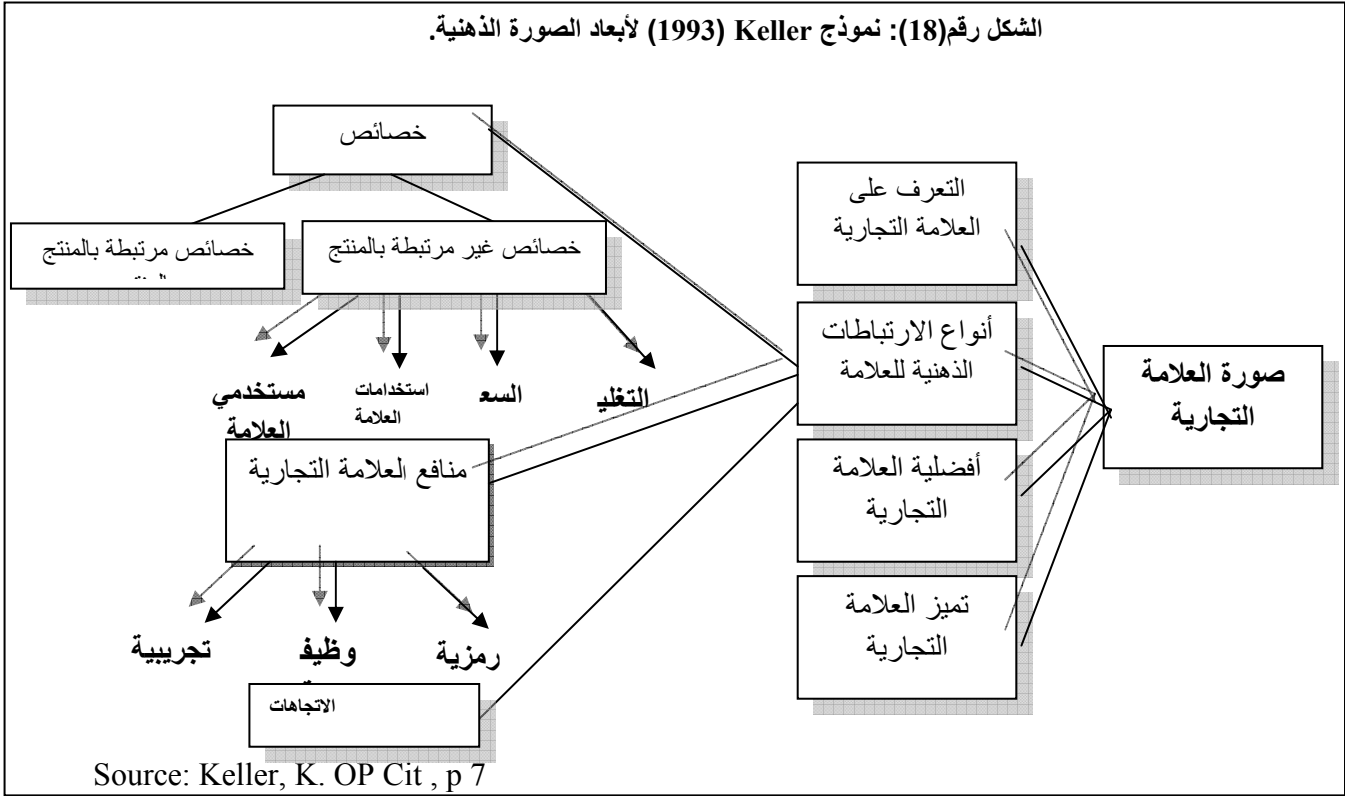 الشكل رقم(18): نموذج Keller (1993) لأبعاد الصورة الذهنية.
صورة العلامة
التجارية
التعرف على
العلامة التجارية
أنواع الارتباطات
الذهنية للعلامة
أفضلية العلامة
التجارية
تميز العلامة
التجارية
خصائص
خصائص غير مرتبطة بالمنتج
خصائص مرتبطة بالمنتج
التغلي
السع
استخدامات
العلامة
مستخدمي
العلامة
منافع العلامة التجارية
رمزية
وظيف
تجريبية
الاتجاهات
Source: Keller, K. OP Cit , p 7